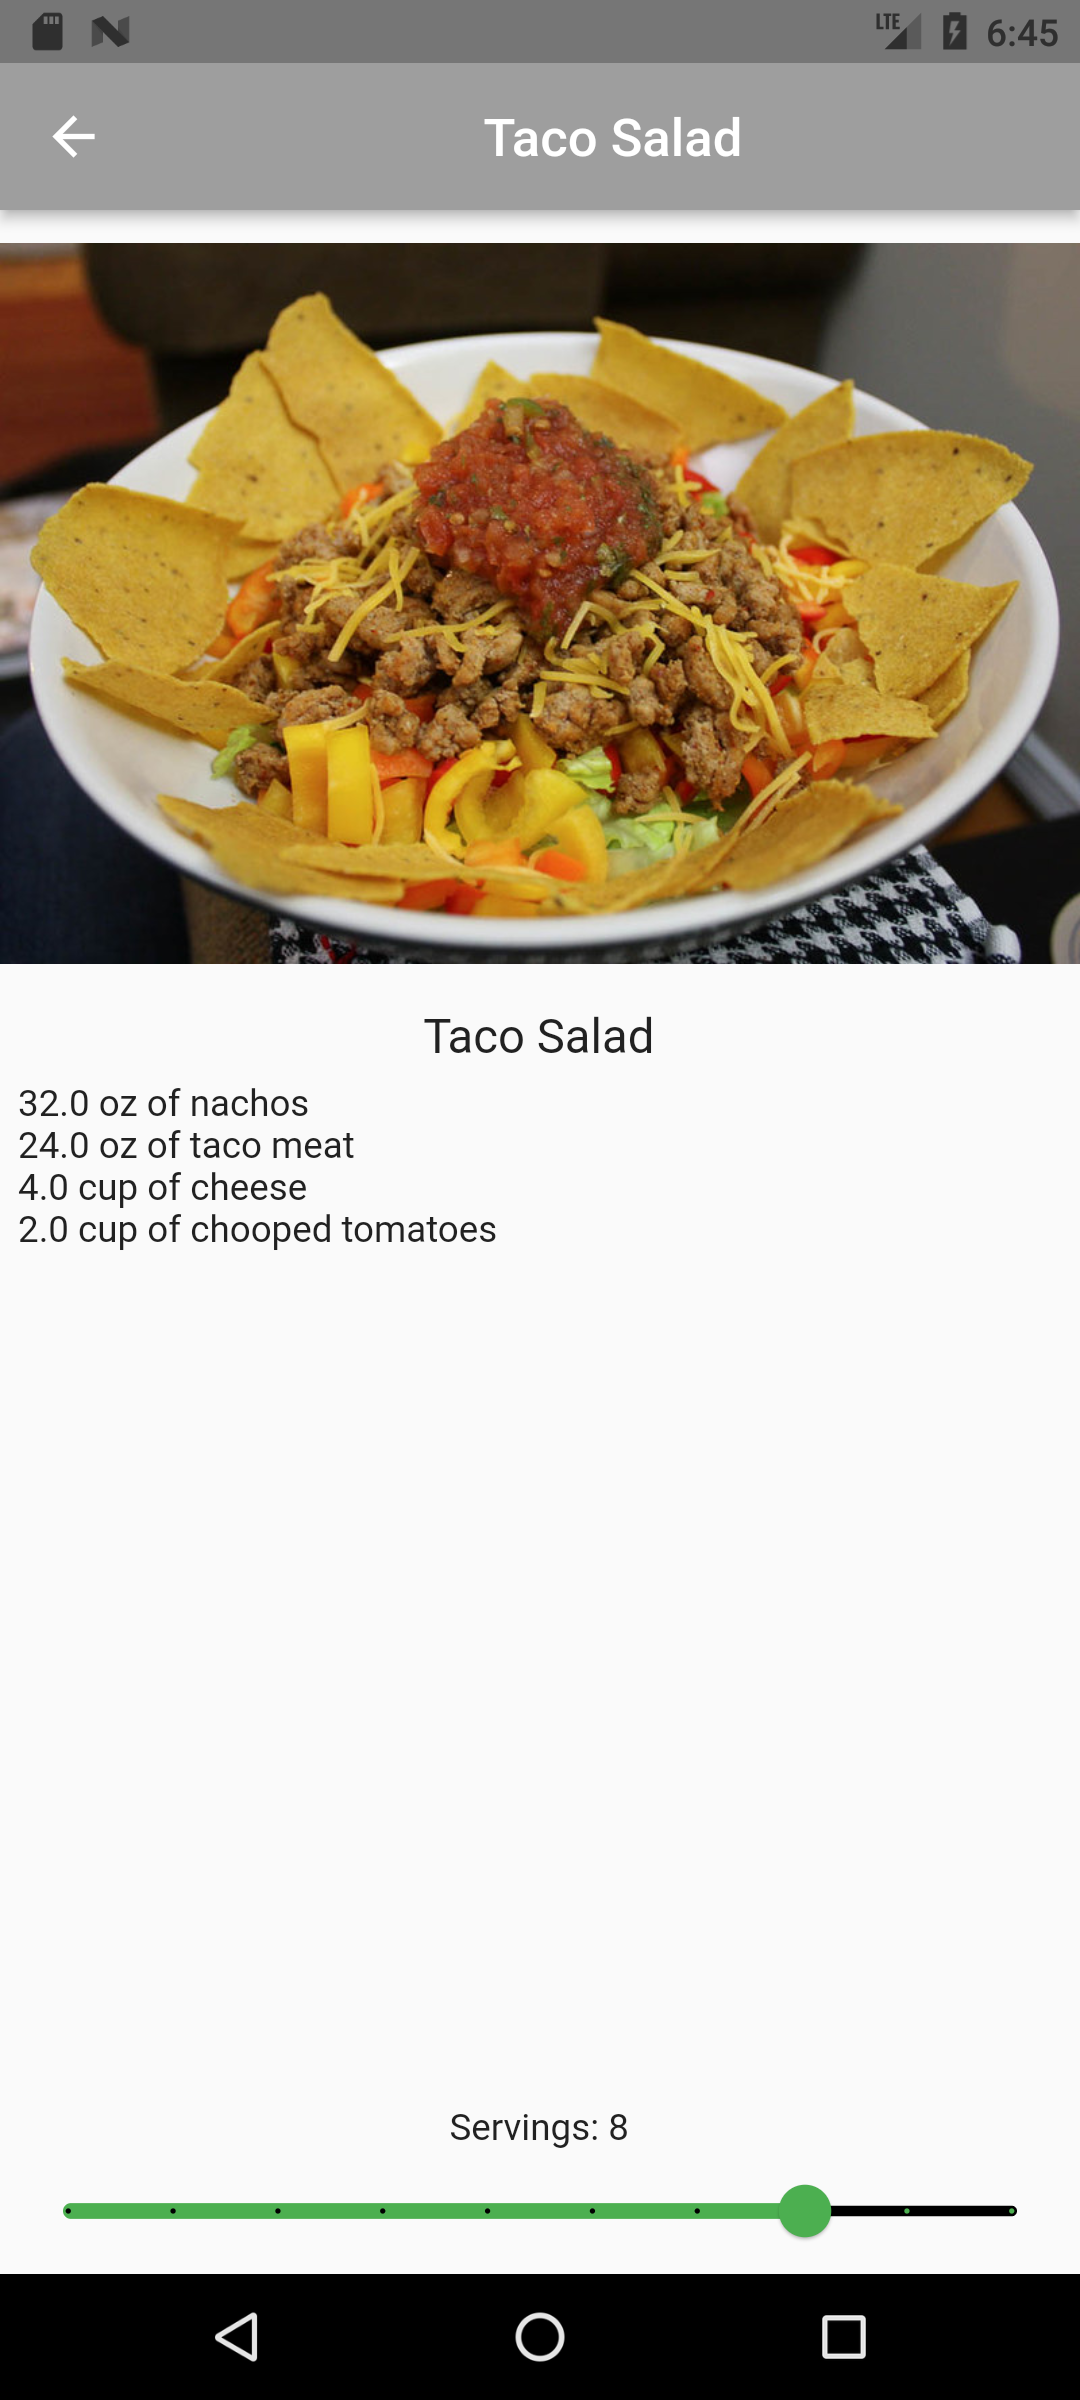 LTE 6:45
Taco Salad
Taco Salad
32.0 oz of nachos
24.0 oz of taco meat
4.0 cup of cheese
2.0 cup of chooped tomatoes
Servings: 8